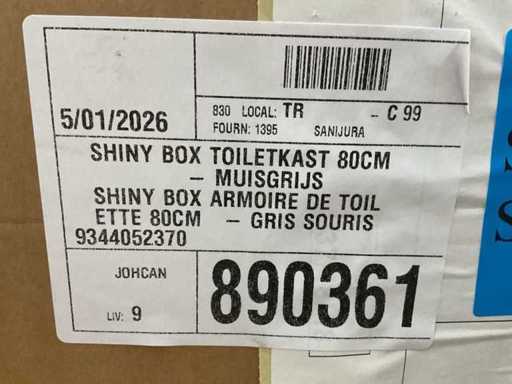 5/01/2026
830 LOCAL: TR - C 99
FOURN: 1395 SANIJURA
SHINY BOX TOILETKAST 80CM
- MUISGRIJS
SHINY BOX ARMOIRE DE TOIL
ETTE 80CM - GRIS SOURIS
9344052370
JOHCAN
LIV: 9
890361